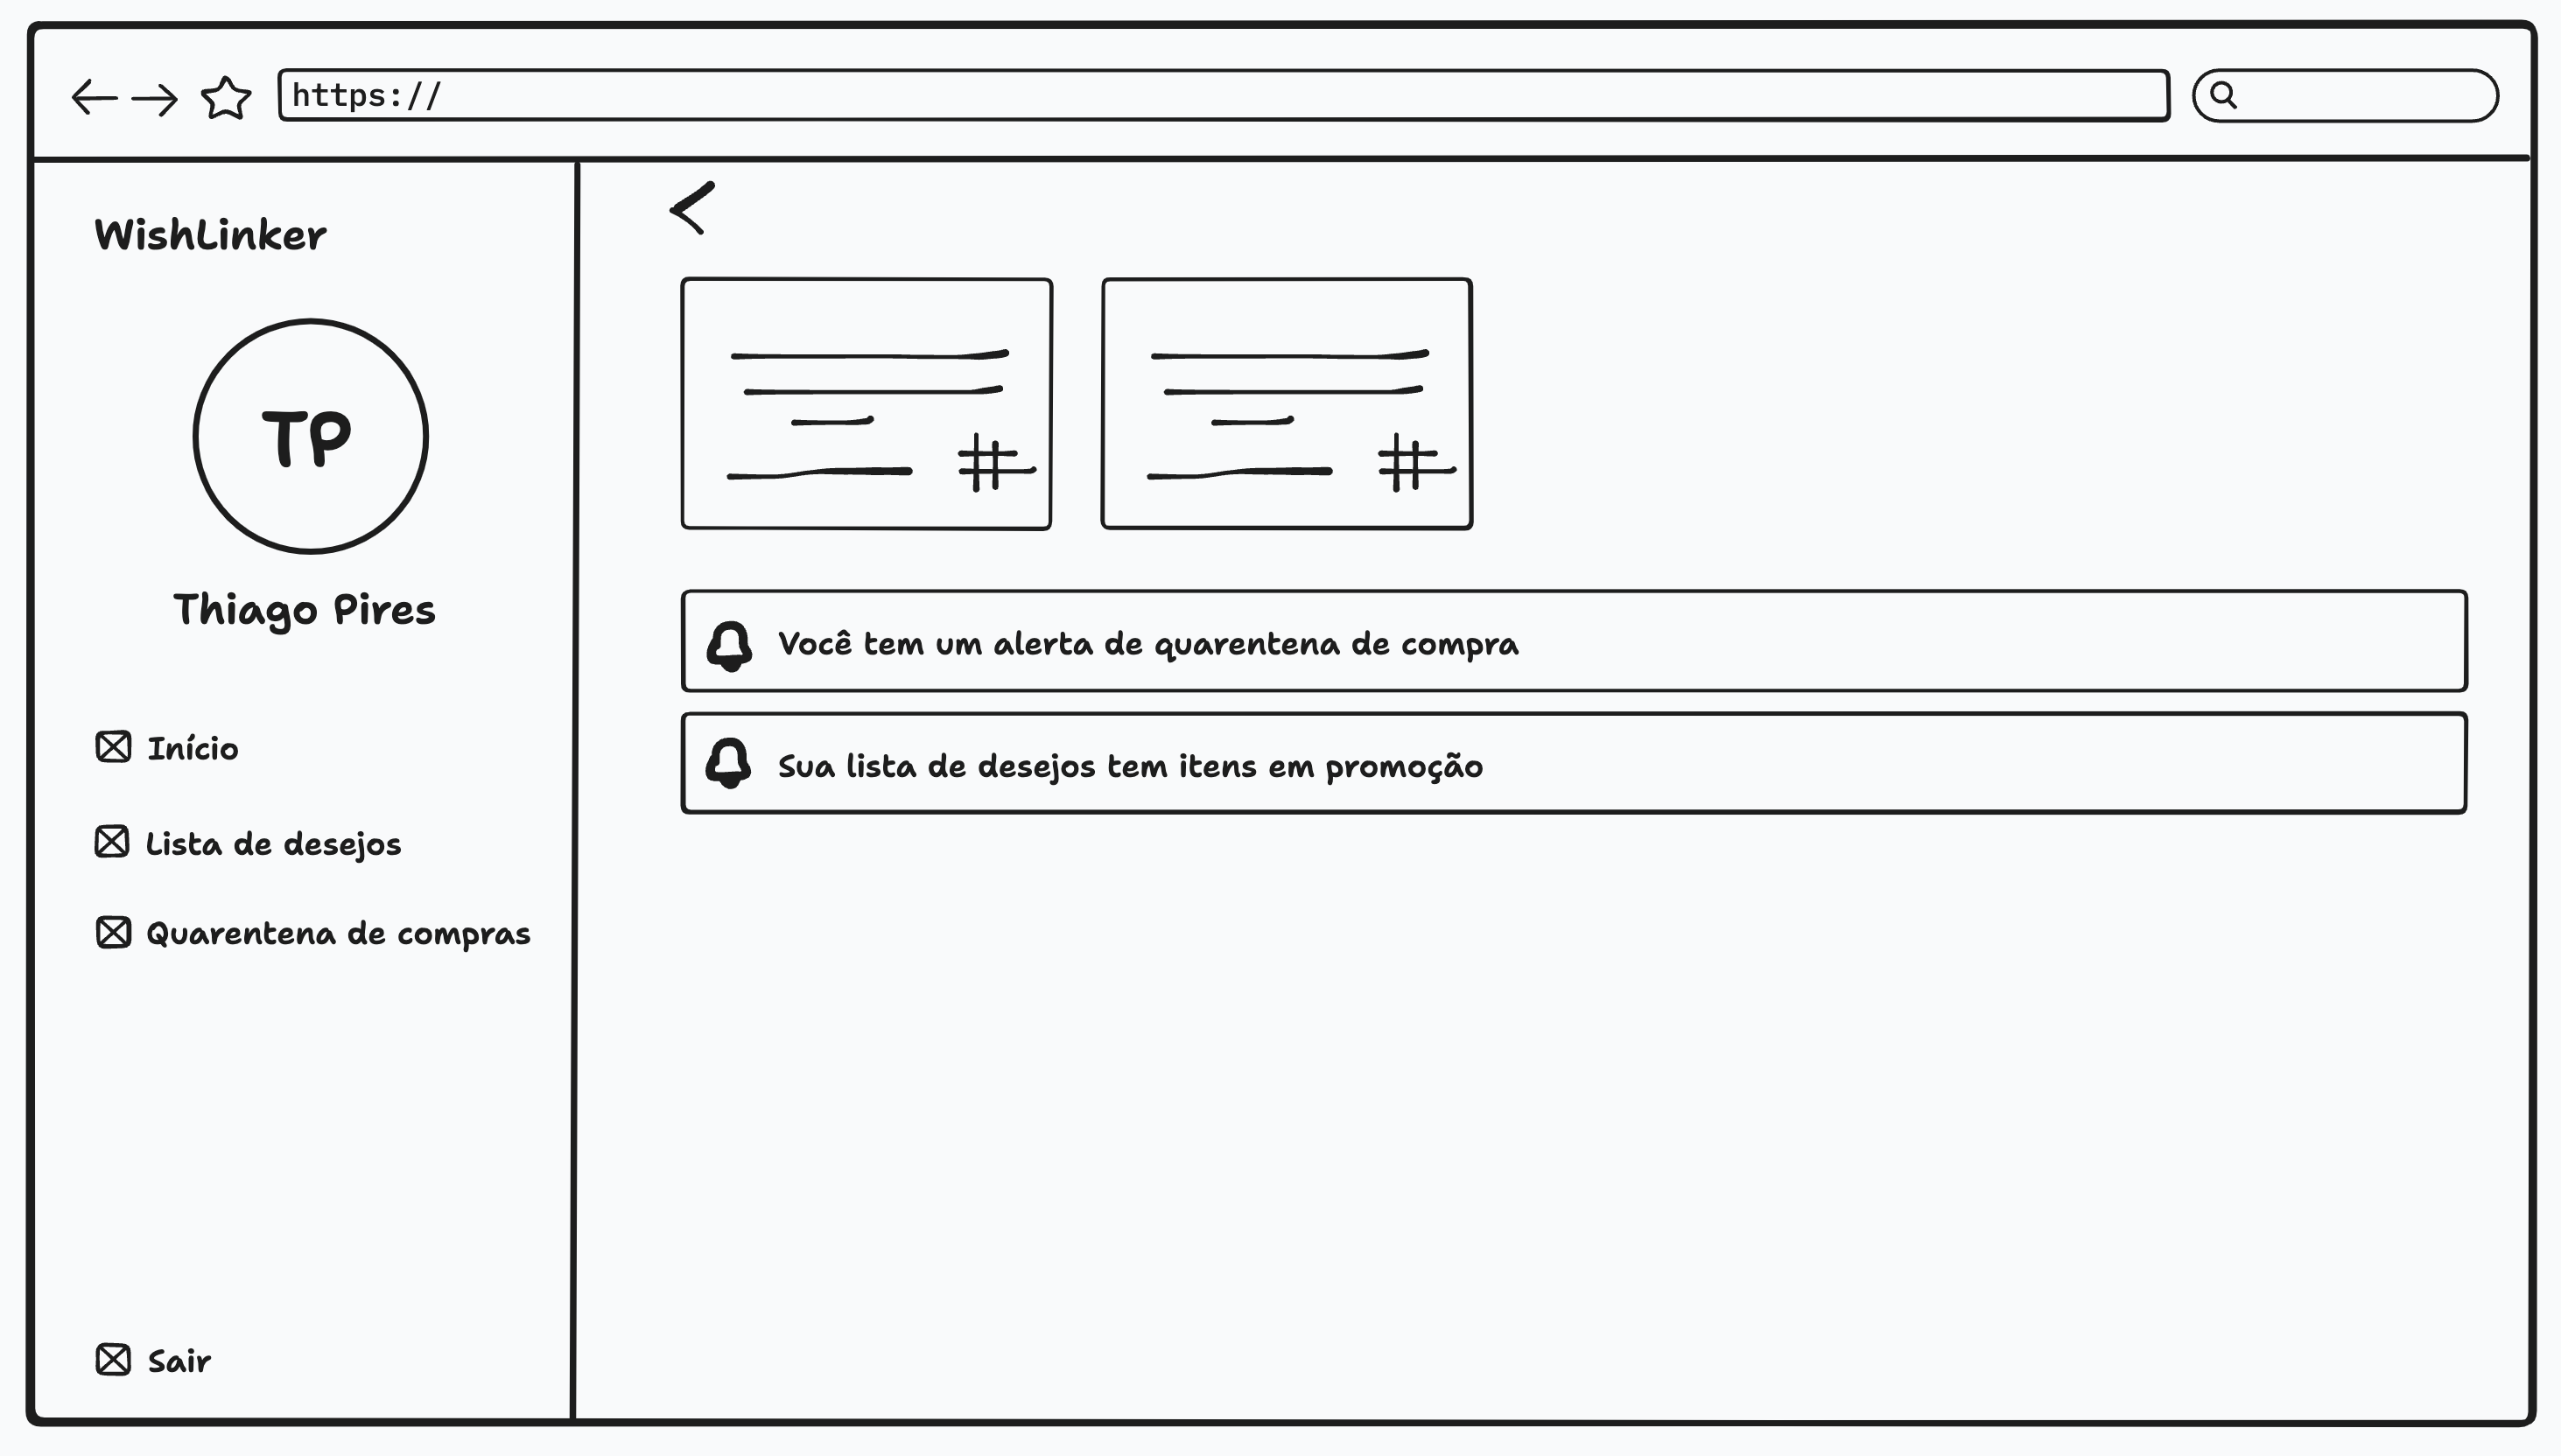 https://
WishLinker
TP
Thiago Pires
Início
Lista de desejos
Quarentena de compras
Sair
#
#
Você tem um alerta de quarentena de compra
Sua lista de desejos tem itens em promoção